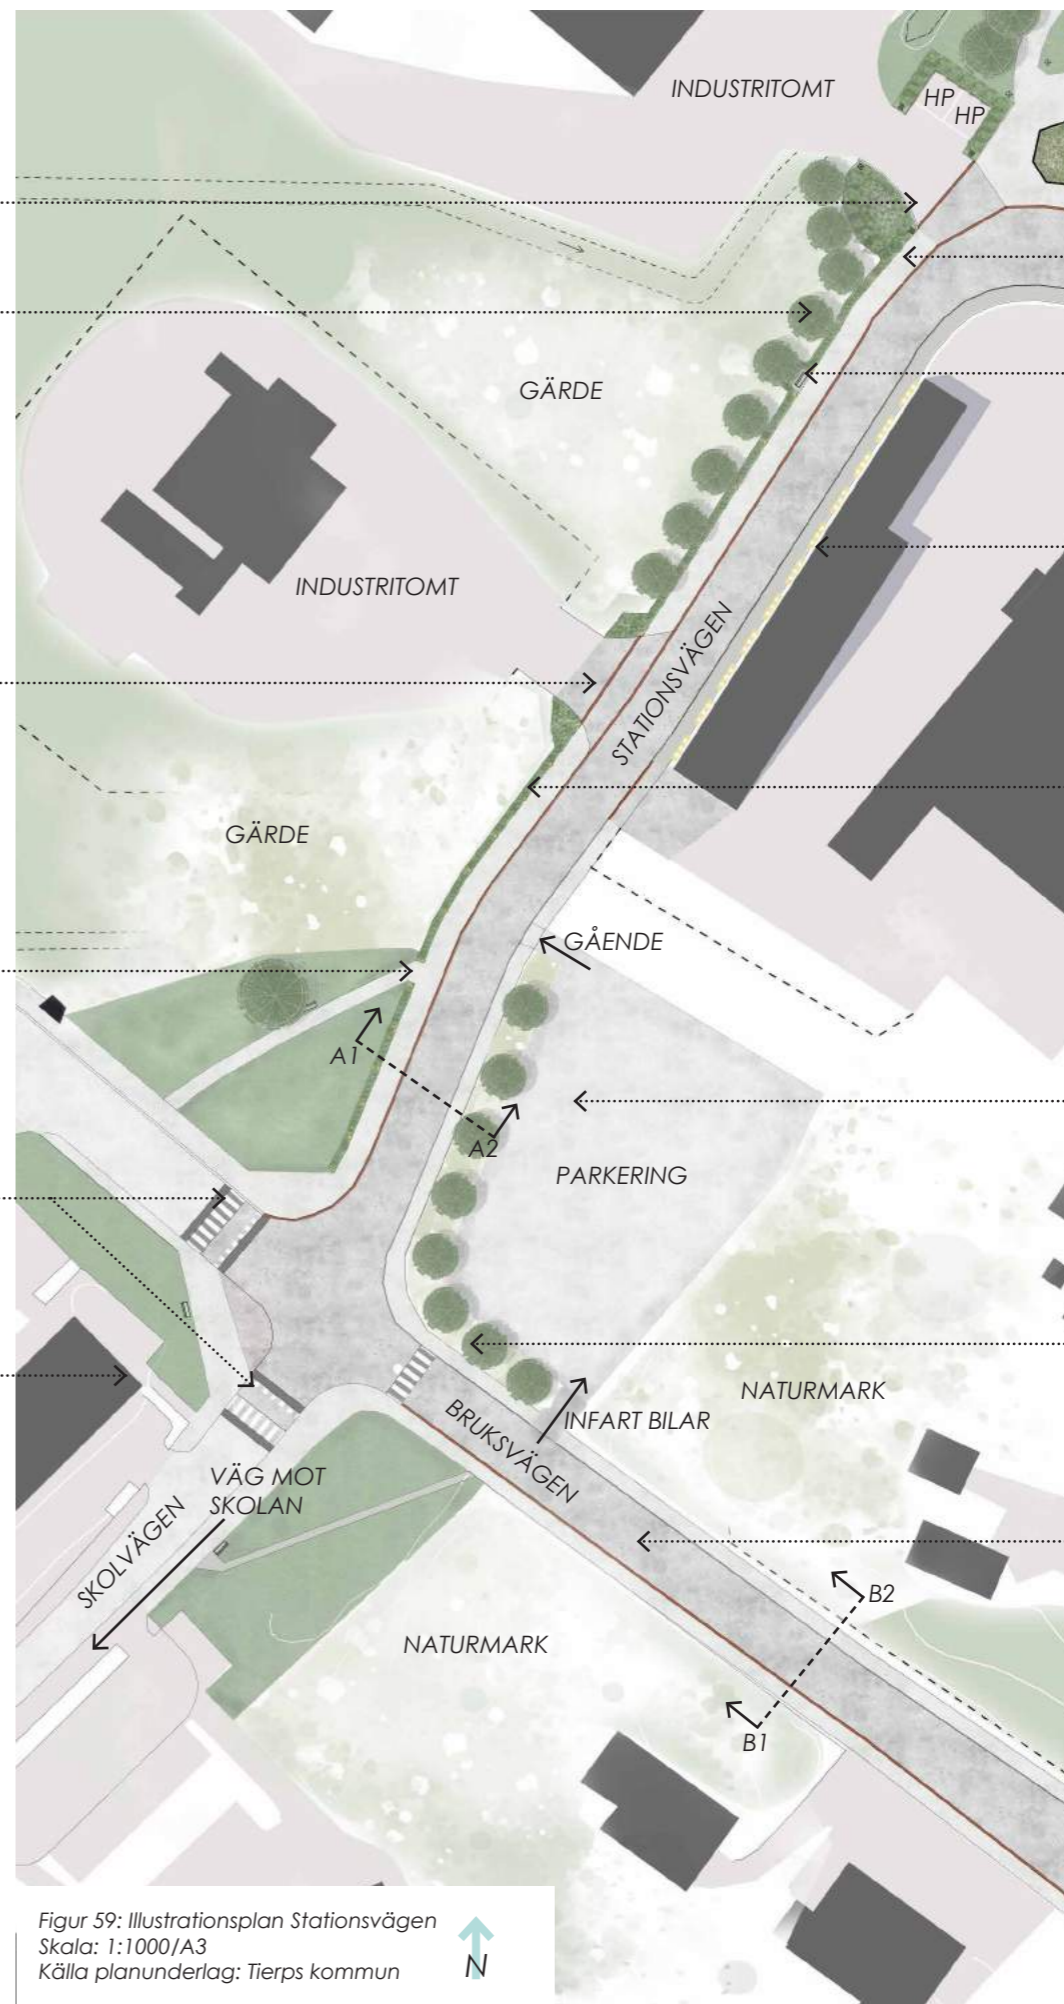 INDUSTRITOMT
HP
HP
GÄRDE
INDUSTRITOMT
STATIONSVÄGEN
GÄRDE
GÅENDE
A1
A2
PARKERING
NATURMARK
INFART BILAR
BRUKSVÄGEN
VÄG MOT
SKOLAN
SKOLVÄGEN
B2
NATURMARK
B1
Figur 59: Illustrationsplan Stationsvägen
Skala: 1:1000/A3
Källa planunderlag: Tierps kommun
N